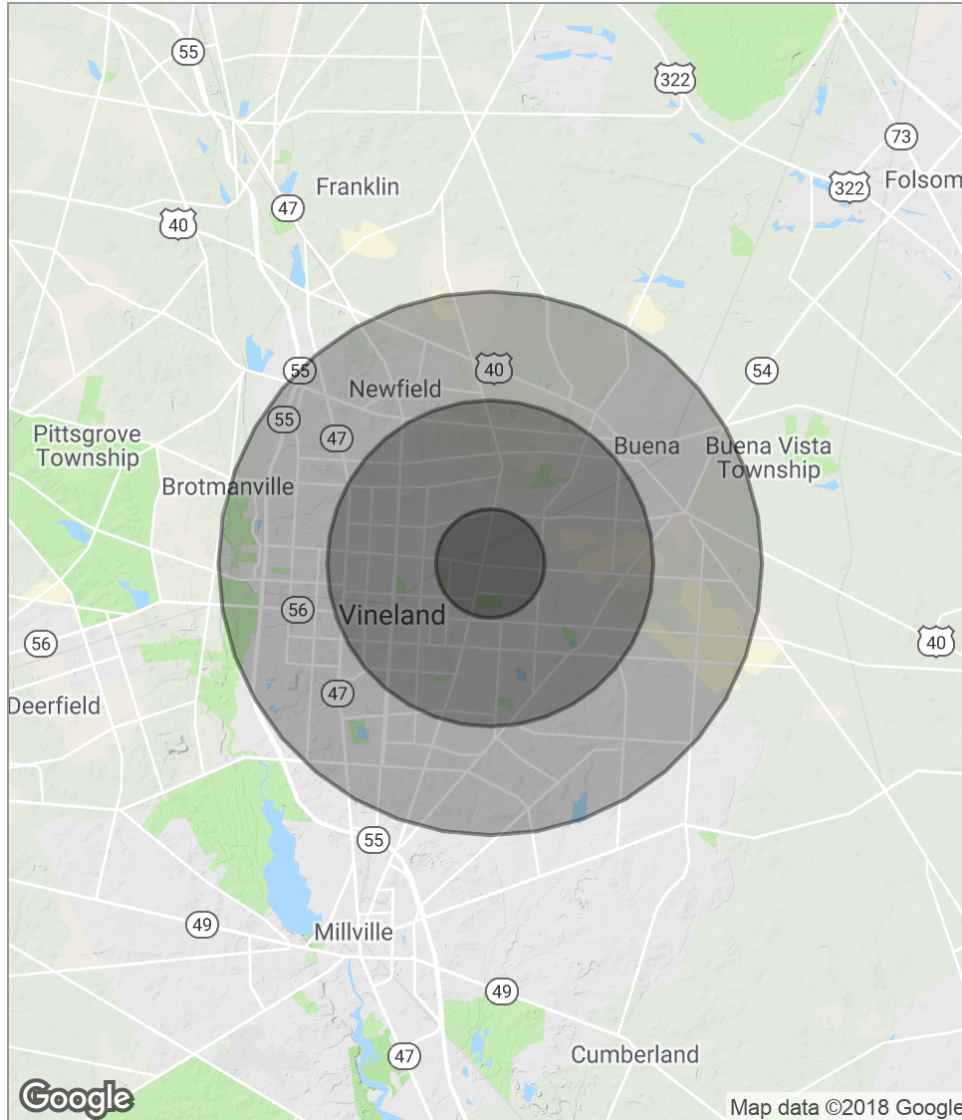 55
322
73
Franklin
322
Folsom
47
40
55
40
54
Newfield
55
47
Pittsgrove
Township
Buena
Buena Vista
Township
Brotmanville
56
Vineland
56
40
47
Deerfield
55
49
Millville
49
47
Cumberland
Google
Map data ©2018 Google